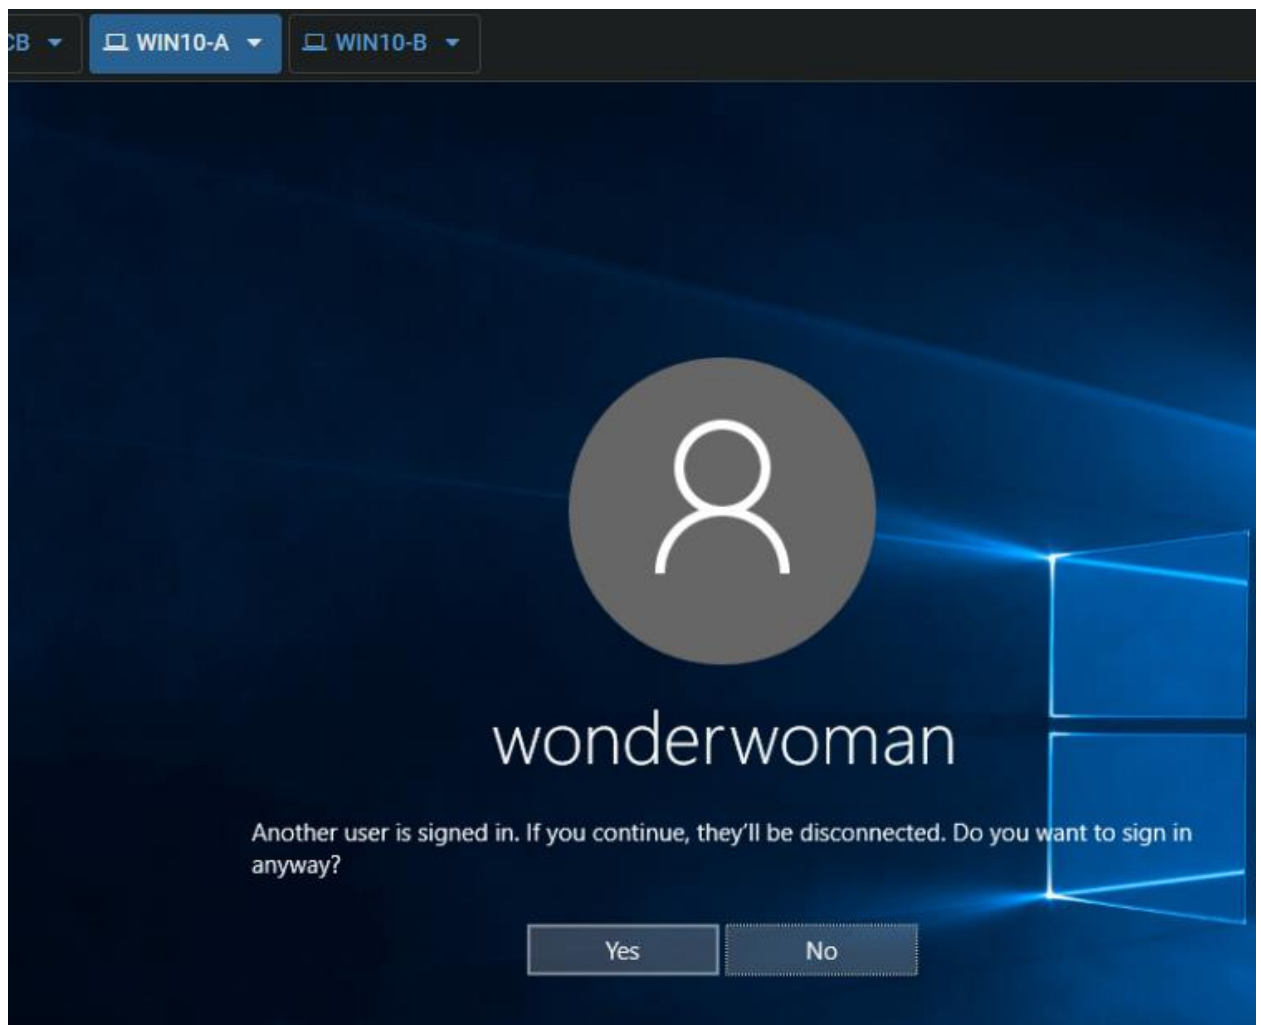 CB
WIN10-A
WIN10-B
wonderwoman
Another user is signed in. If you continue, they’ll be disconnected. Do you want to sign in
anyway?
Yes
No